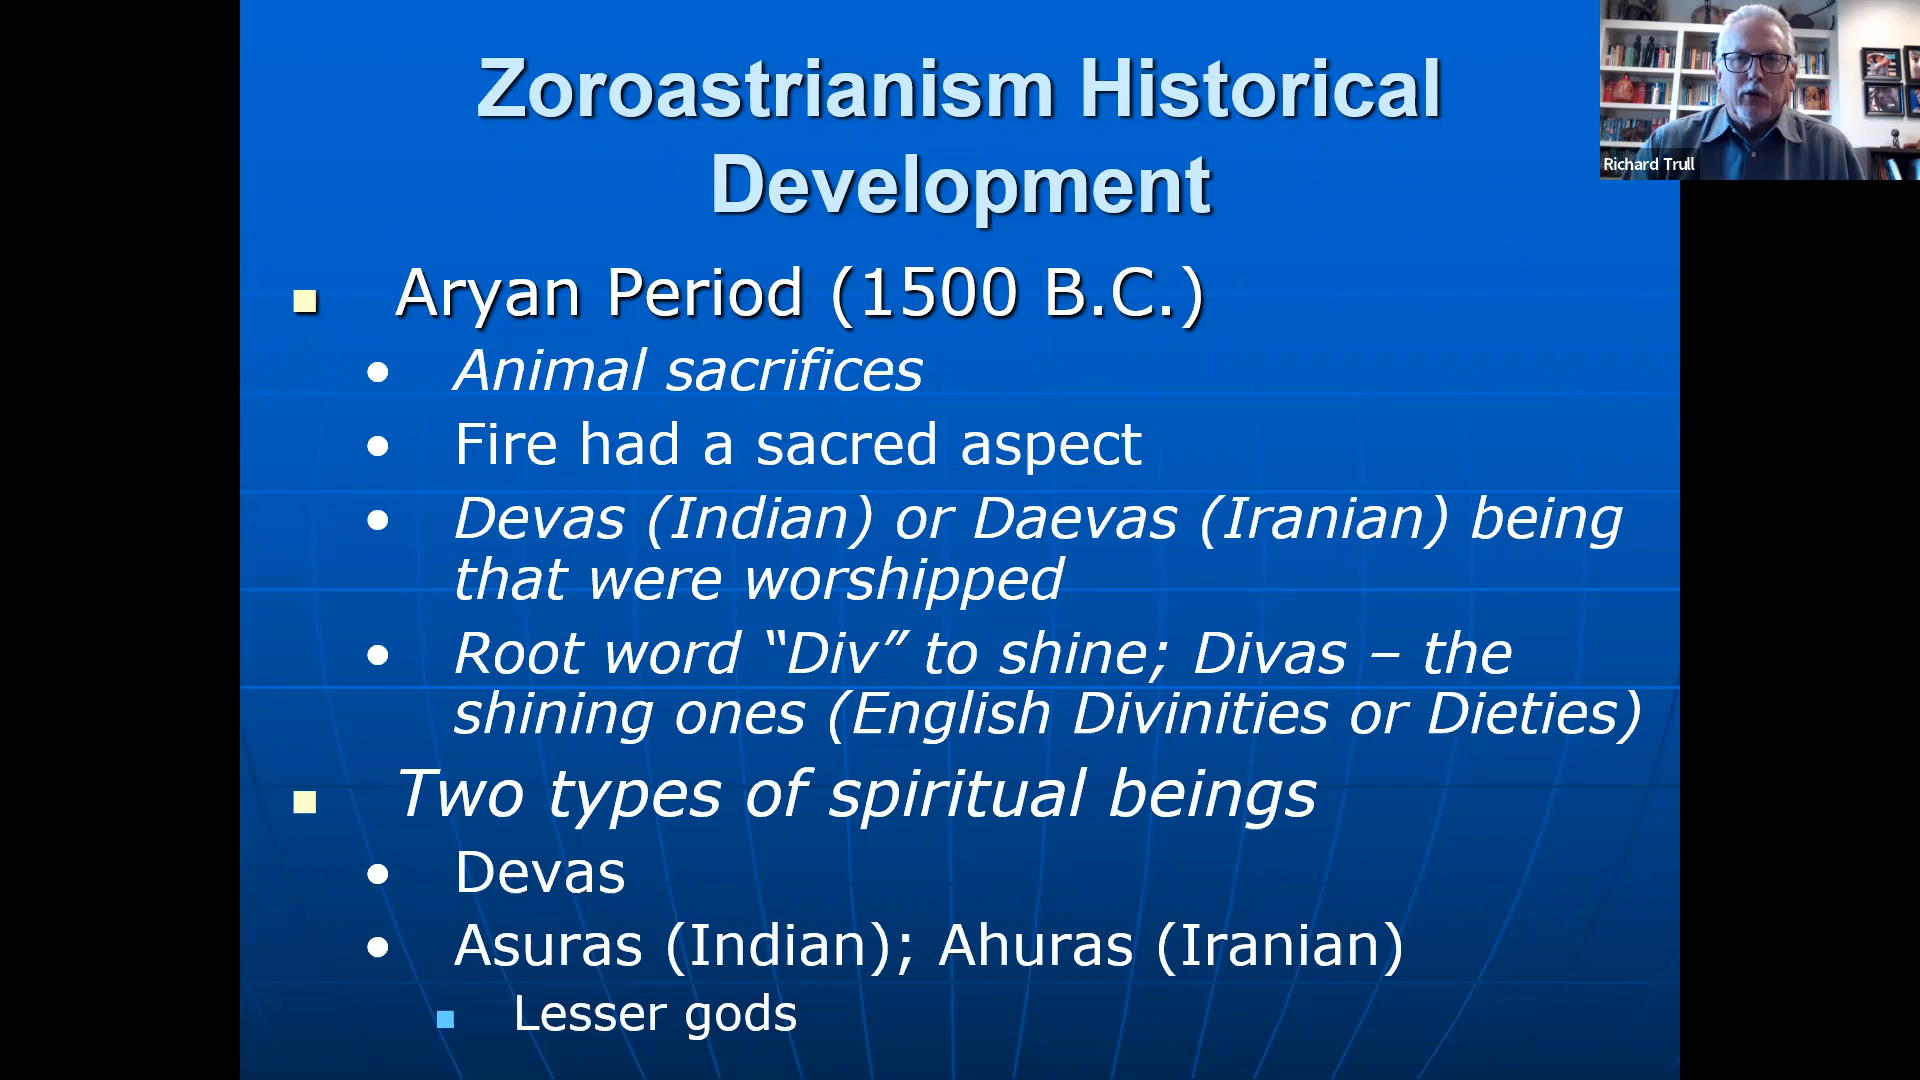 Zoroastrianism Historical
Development
Aryan Period (1500 B.C.)
Animal sacrifices
Fire had a sacred aspect
Devas (Indian) or Daevas (Iranian) being
that were worshipped
Root word “Div” to shine; Divas – the
shining ones (English Divinities or Dieties)
Two types of spiritual beings
Devas
Asuras (Indian); Ahuras (Iranian)
Lesser gods
Richard Trull